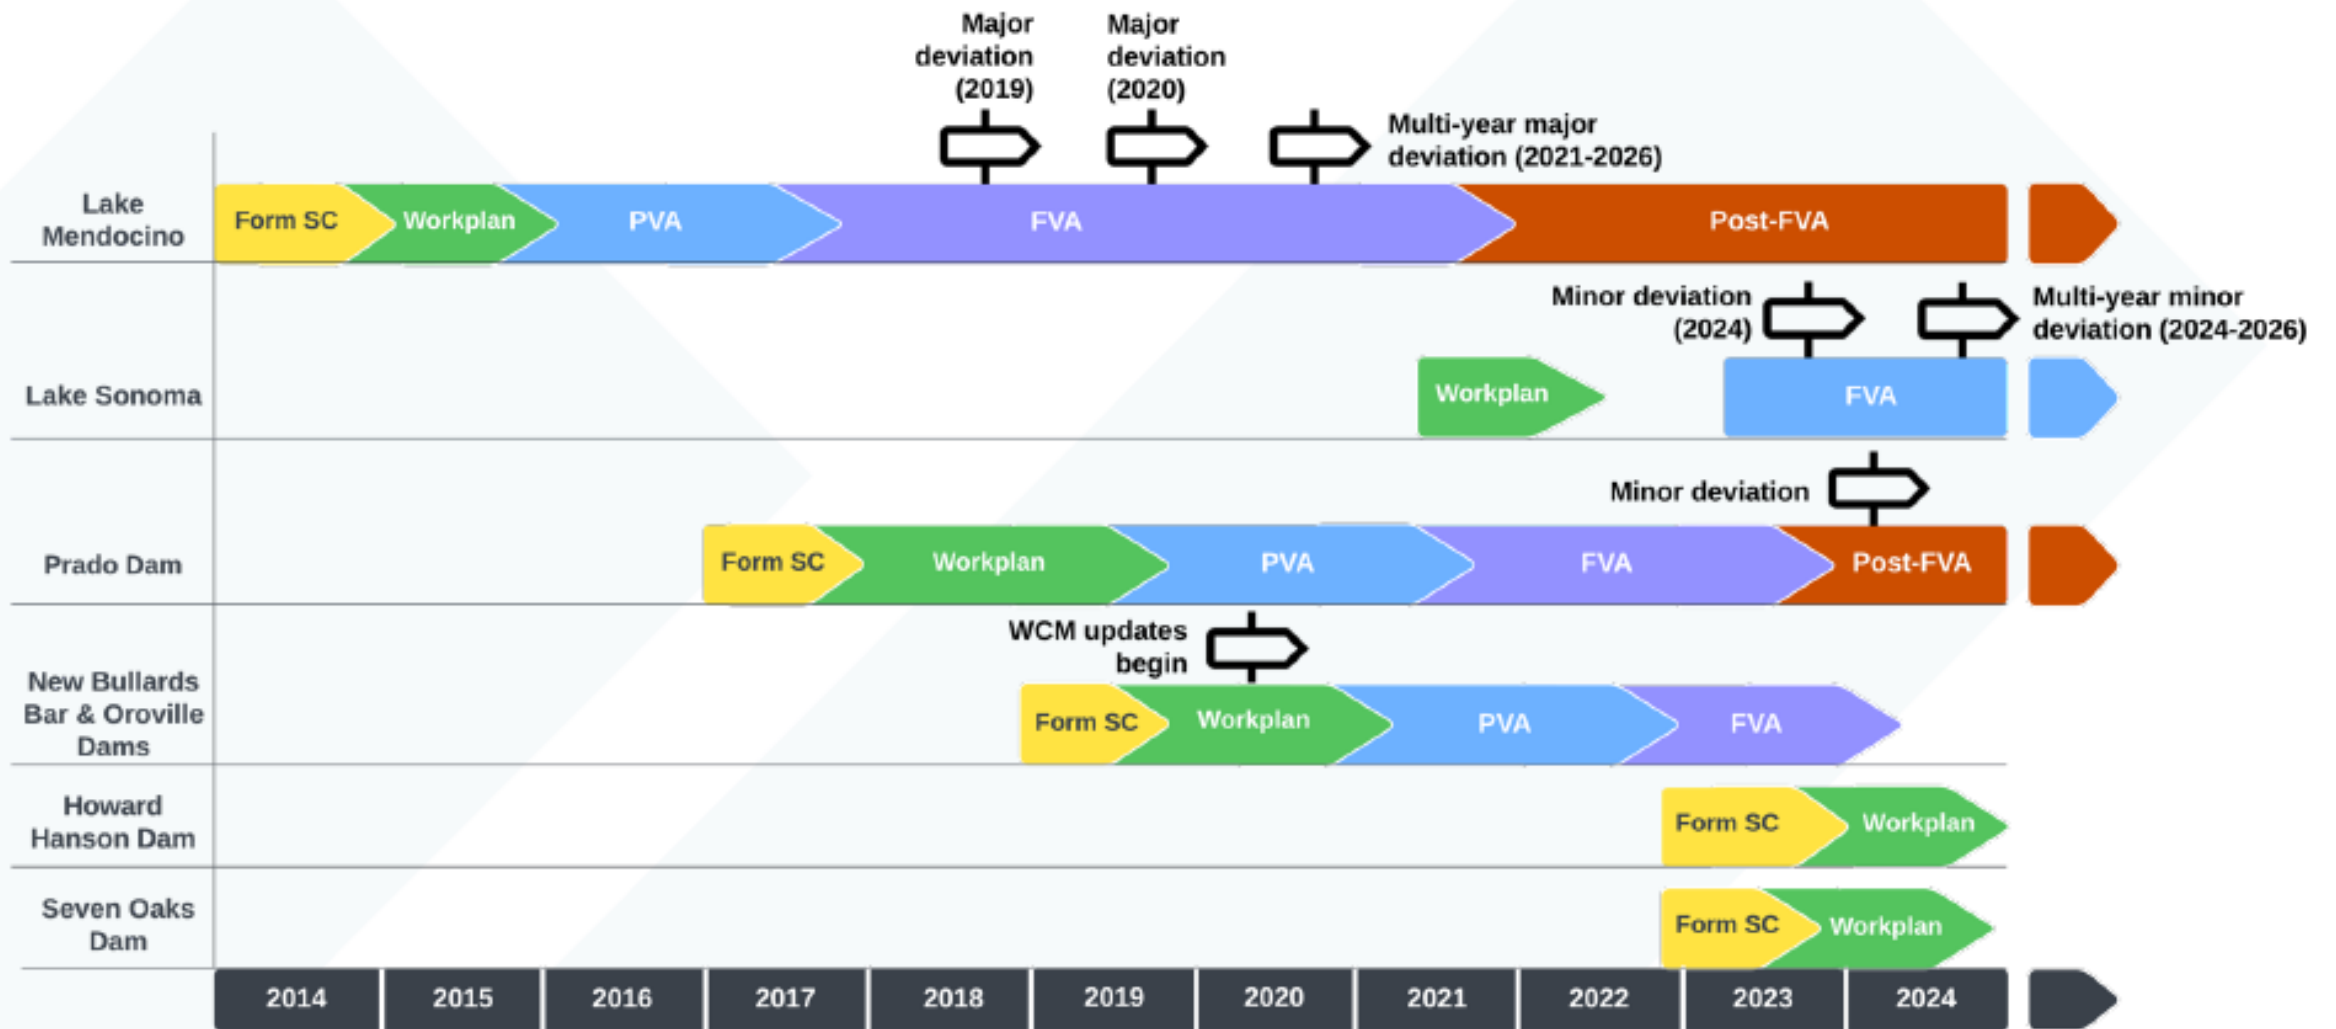 Major
deviation
(2019)
Major
deviation
(2020)
Multi-year major
deviation (2021-2026)
Lake
Mendocino
Form SC
Workplan
PVA
FVA
Post-FVA
Minor deviation
(2024)
Multi-year minor
deviation (2024-2026)
Lake Sonoma
Workplan
FVA
Minor deviation
Prado Dam
Form SC
Workplan
PVA
FVA
Post-FVA
WCM updates
begin
New Bullards
Bar & Oroville
Dams
Form SC
Workplan
PVA
FVA
Howard
Hanson Dam
Form SC
Workplan
Seven Oaks
Dam
Form SC
Workplan
2014
2015
2016
2017
2018
2019
2020
2021
2022
2023
2024